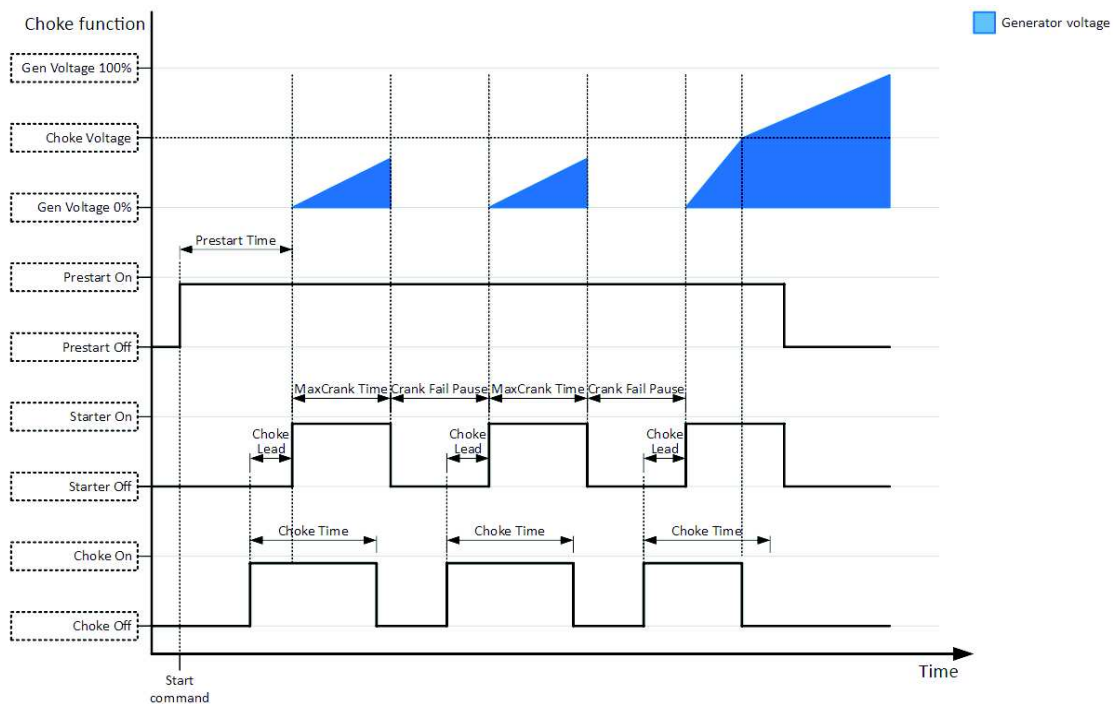 Choke function
Generator voltage
Gen Voltage 100%
Choke Voltage
Gen Voltage 0%
Prestart Time
Prestart On
Prestart Off
MaxCrank Time
Crank Fail Pause
MaxCrank Time
Crank Fail Pause
Starter On
Choke
Lead
Choke
Lead
Choke
Lead
Starter Off
Choke Time
Choke Time
Choke Time
Choke On
Choke Off
Time
Start
command